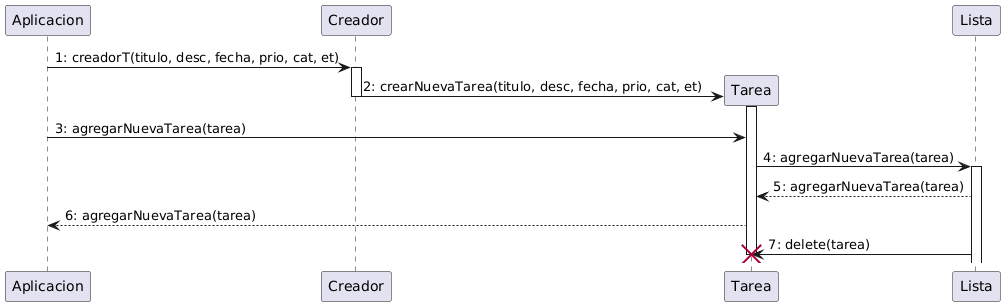 Aplicacion
Creador
Lista
1: creadorT(titulo, desc, fecha, prio, cat, et)
2: crearNuevaTarea(titulo, desc, fecha, prio, cat, et)
Tarea
3: agregarNuevaTarea(tarea)
4: agregarNuevaTarea(tarea)
5: agregarNuevaTarea(tarea)
6: agregarNuevaTarea(tarea)
7: delete(tarea)
Aplicacion
Creador
Tarea
Lista